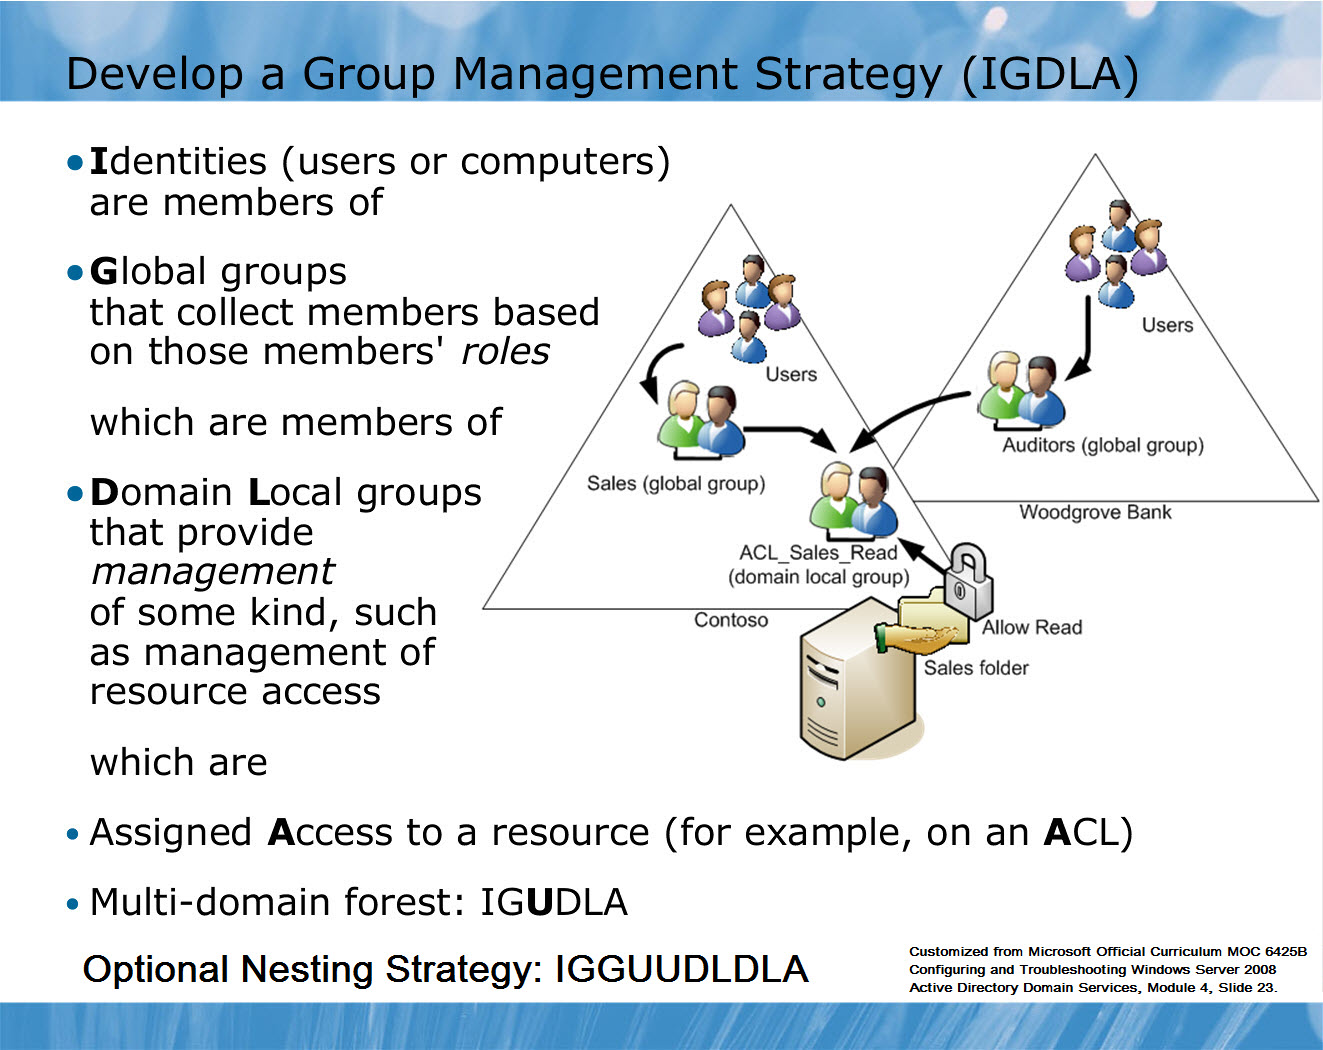 Develop a Group Management Strategy (IGDLA)
•Identities (users or computers)
are members of
•Global groups
that collect members based
on those members' roles
which are members of
•Domain Local groups
that provide
management
of some kind, such
as management of
resource access
which are
• Assigned Access to a resource (for example, on an ACL)
• Multi-domain forest: IGUDLA
Optional Nesting Strategy: IGGUUDLDLA
Users
Sales (global group)
Users
Auditors (global group)
Woodgrove Bank
ACL_Sales_Read
(domain local group)
Contoso
Allow Read
Sales folder
Customized from Microsoft Official Curriculum MOC 6425B
Configuring and Troubleshooting Windows Server 2008
Active Directory Domain Services, Module 4, Slide 23.